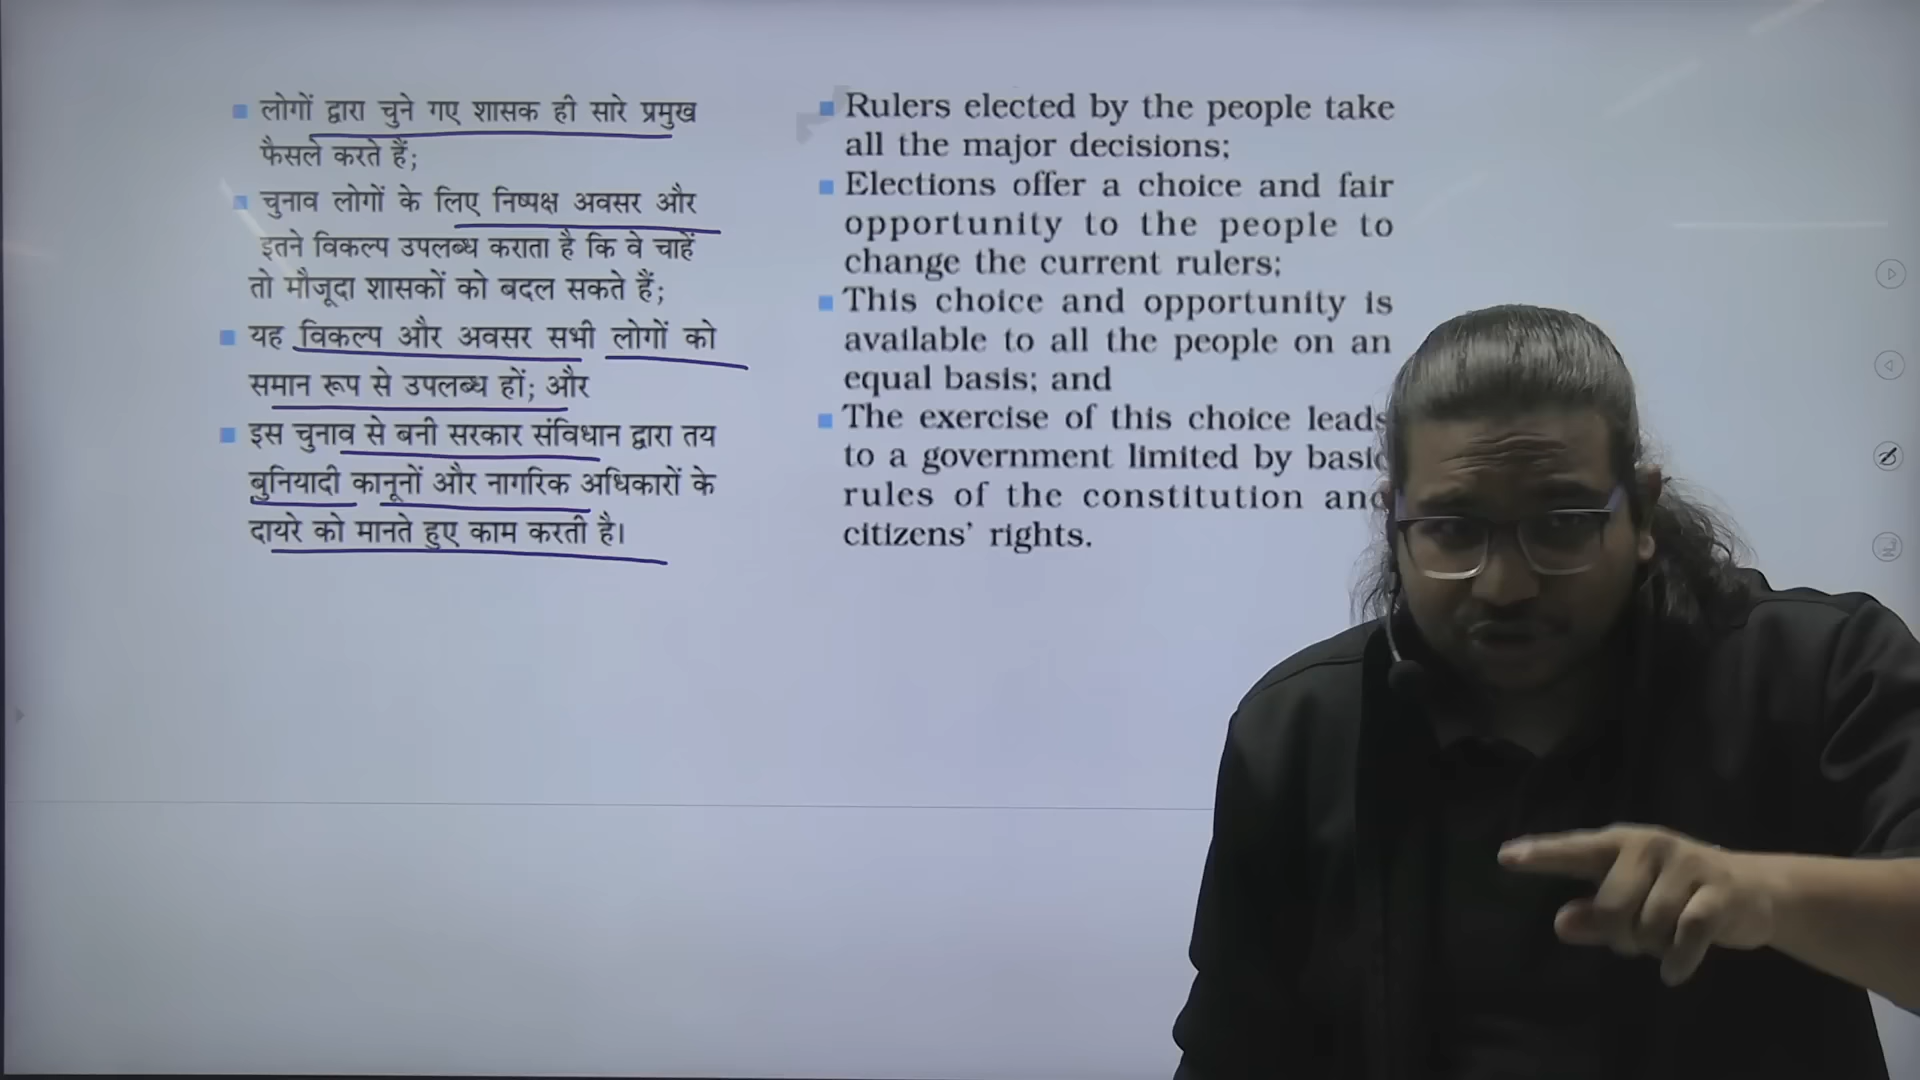 लोगों द्वारा चुने गए शासक ही सारे प्रमुख
फैसले करते हैं;
चुनाव लोगों के लिए निष्पक्ष अवसर और
इतने विकल्प उपलब्ध कराता है कि वे चाहें
तो मौजूदा शासकों को बदल सकते हैं;
यह विकल्प और अवसर सभी लोगों को
समान रूप से उपलब्ध हों; और
इस चुनाव से बनी सरकार संविधान द्वारा तय
बुनियादी कानूनों और नागरिक अधिकारों के
दायरे को मानते हुए काम करती है।
Rulers elected by the people take
all the major decisions;
Elections offer a choice and fair
opportunity to the people to
change the current rulers;
This choice and opportunity is
available to all the people on an
equal basis; and
The exercise of this choice leads
to a government limited by basic
rules of the constitution and
citizens' rights.